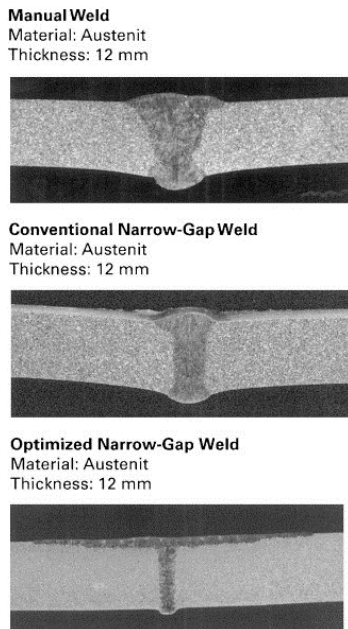 Manual Weld
Material: Austenit
Thickness: 12 mm
Conventional Narrow-Gap Weld
Material: Austenit
Thickness: 12 mm
Optimized Narrow-Gap Weld
Material: Austenit
Thickness: 12 mm